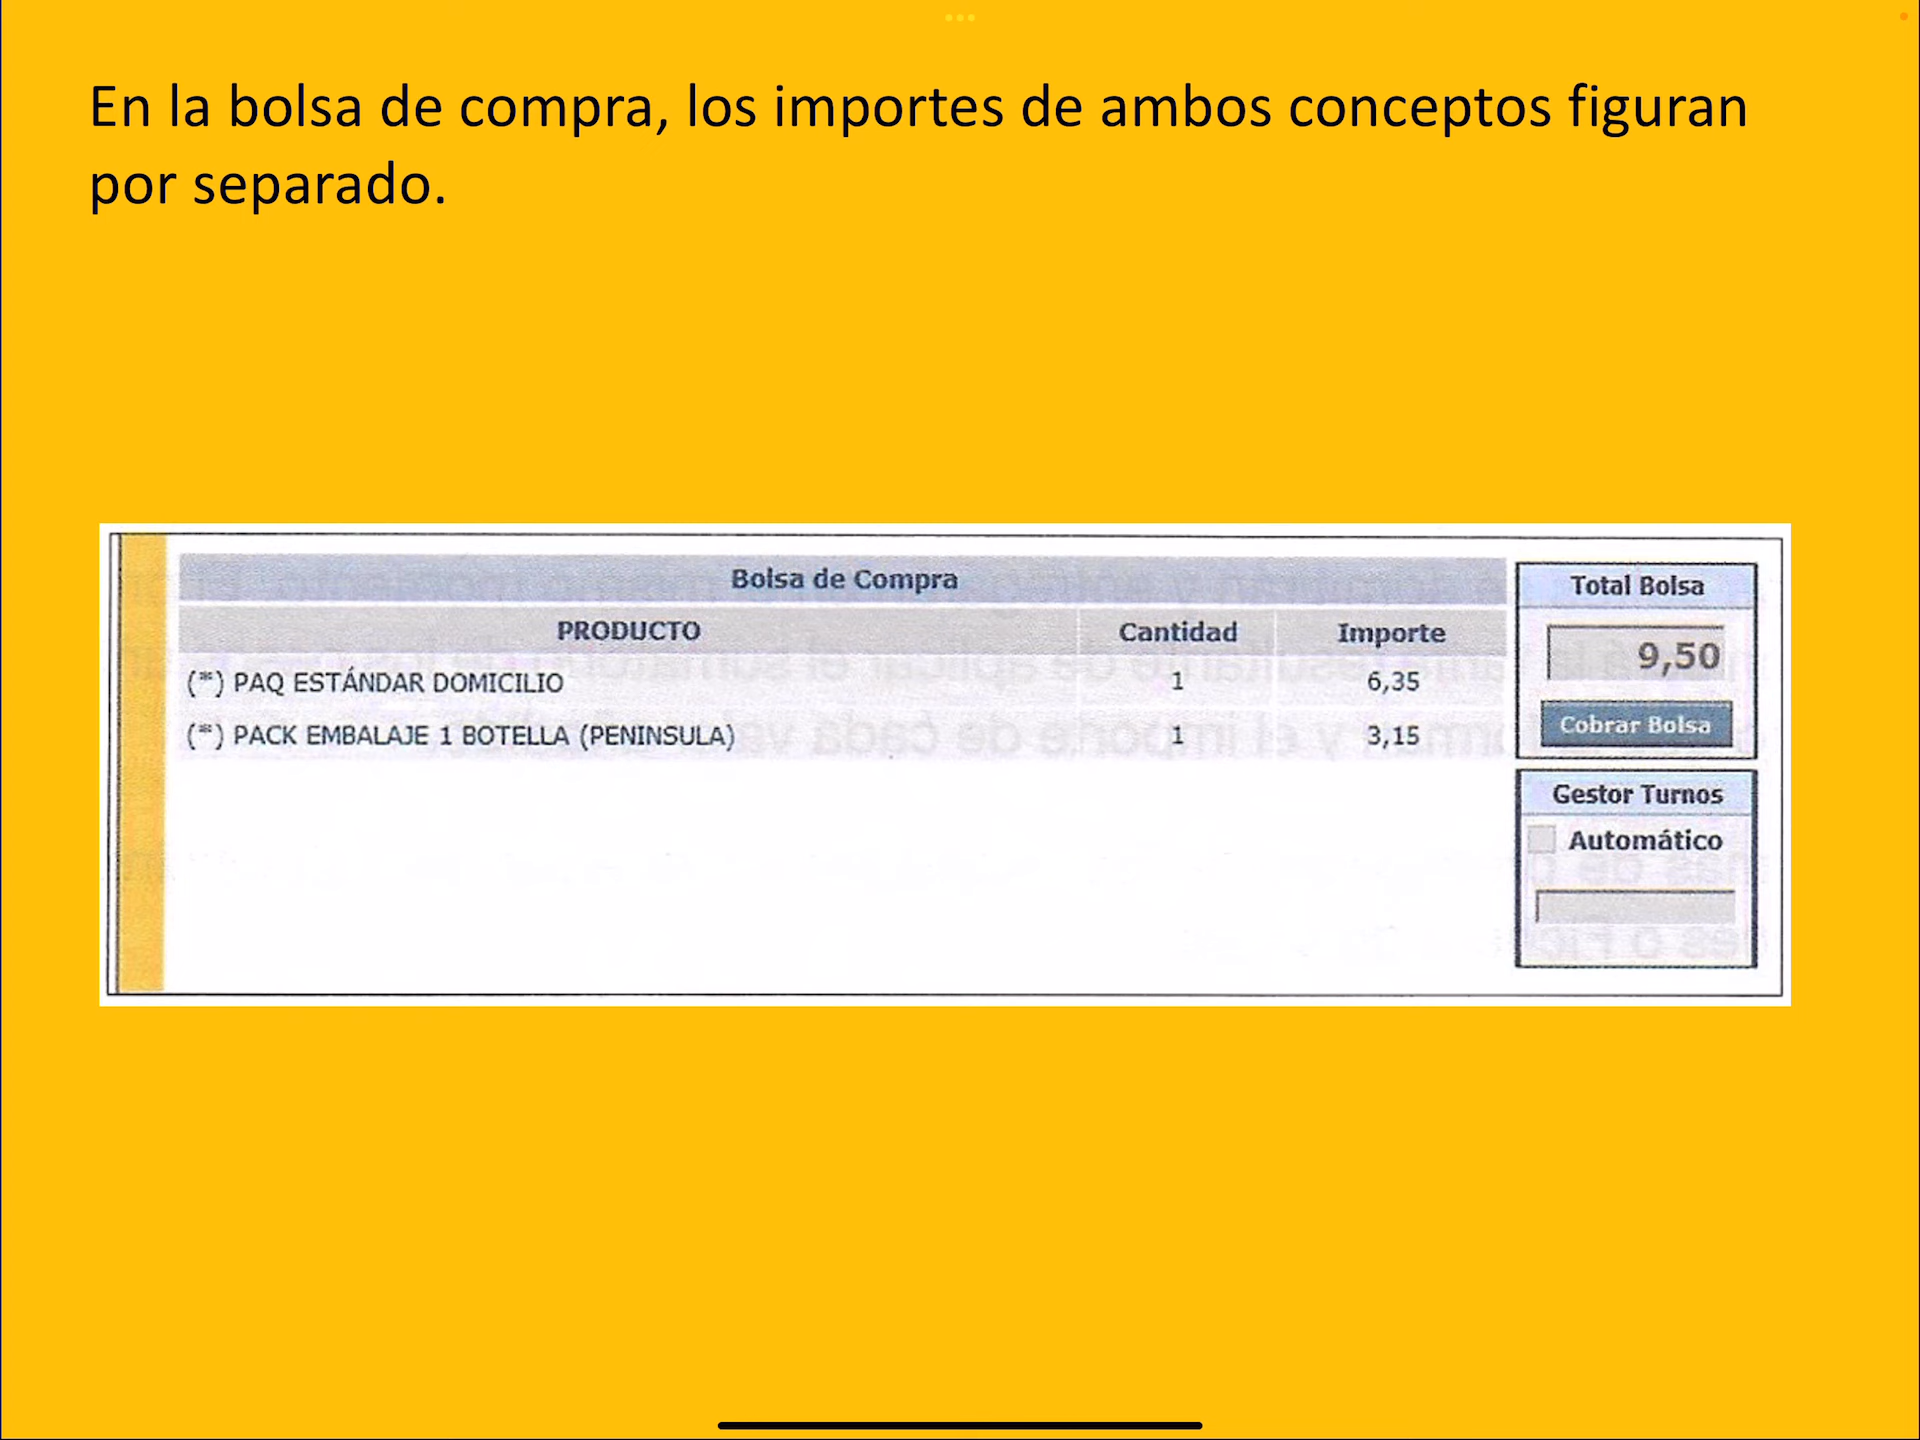 En la bolsa de compra, los importes de ambos conceptos figuran
por separado.
Bolsa de Compra
PRODUCTO Cantidad Importe
(*) PAQ ESTÁNDAR DOMICILIO 1 6,35
(*) PACK EMBALAJE 1 BOTELLA (PENINSULA) 1 3,15
Total Bolsa
9,50
Cobrar Bolsa
Gestor Turnos
Automático